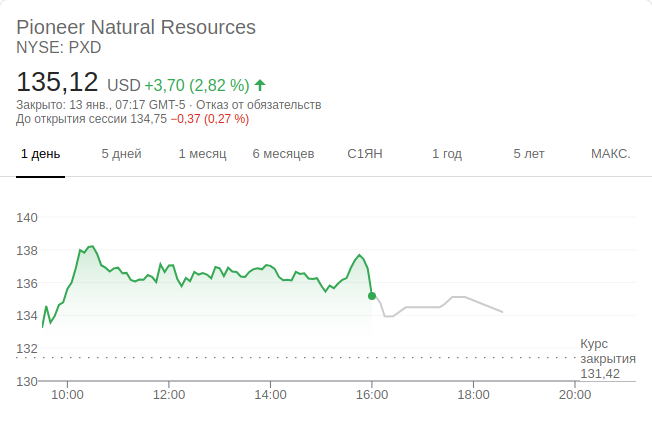 Pioneer Natural Resources
NYSE: PXD
135,12 USD +3,70 (2,82 %)
Закрыто: 13 янв., 07:17 GMT-5 · Отказ от обязательств
До открытия сессии 134,75 −0,37 (0,27 %)
1 день 5 дней 1 месяц 6 месяцев С1ЯН 1 год 5 лет МАКС.
140
138
136
134
132
130
Курс
закрытия
131,42
10:00 12:00 14:00 16:00 18:00 20:00